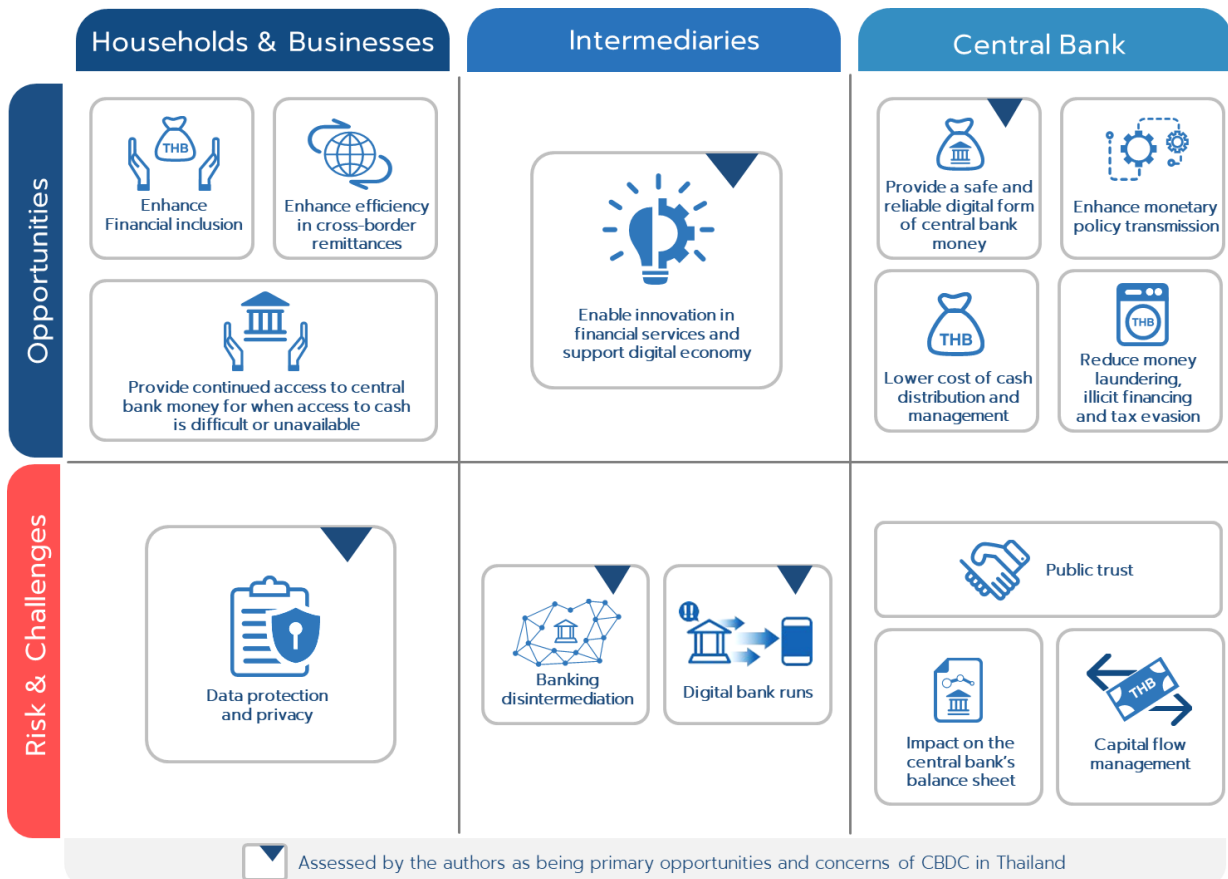 Households & Businesses
Intermediaries
Central Bank
Opportunities
THB
Enhance
Financial inclusion
Enhance efficiency
in cross-border
remittances
Provide continued access to central
bank money for when access to cash
is difficult or unavailable
Enable innovation in
financial services and
support digital economy
Provide a safe and
reliable digital form
of central bank
money
Enhance monetary
policy transmission
THB
Lower cost of cash
distribution and
management
THB
Reduce money
laundering,
illicit financing
and tax evasion
Risk & Challenges
Data protection
and privacy
Banking
disintermediation
!!
Digital bank runs
Public trust
Impact on the
central bank's
balance sheet
THB
Capital flow
management
Assessed by the authors as being primary opportunities and concerns of CBDC in Thailand